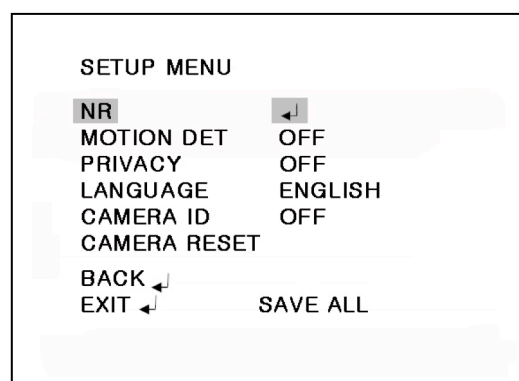 SETUP MENU
NR ↲
MOTION DET OFF
PRIVACY OFF
LANGUAGE ENGLISH
CAMERA ID OFF
CAMERA RESET
BACK ↲
EXIT ↲ SAVE ALL